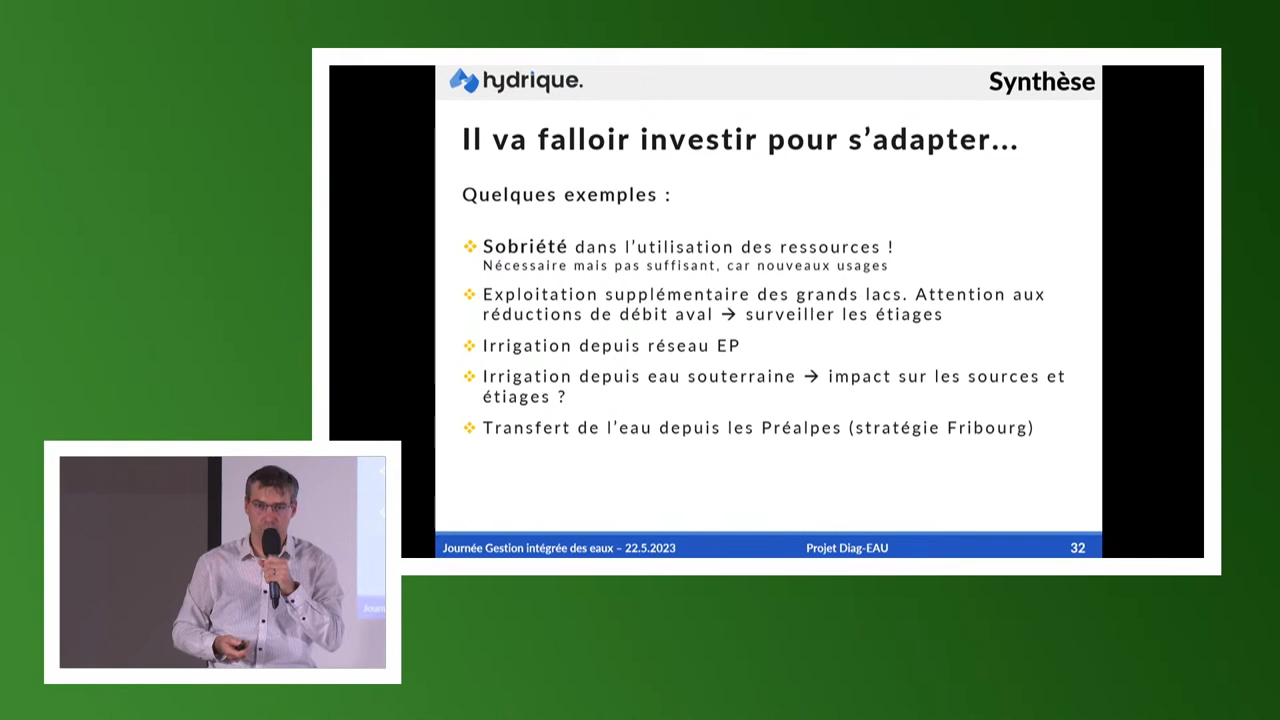 hydrique.
Synthèse
Il va falloir investir pour s’adapter...
Quelques exemples :
Sobriété dans l’utilisation des ressources !
Nécessaire mais pas suffisant, car nouveaux usages
Exploitation supplémentaire des grands lacs. Attention aux
réductions de débit aval → surveiller les étiages
Irrigation depuis réseau EP
Irrigation depuis eau souterraine → impact sur les sources et
étiages ?
Transfert de l’eau depuis les Préalpes (stratégie Fribourg)
Journée Gestion intégrée des eaux – 22.5.2023
Projet Diag-EAU
32
Journ